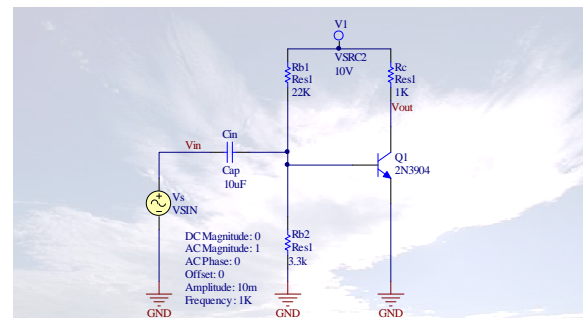 V1
VSRC2
10V
Rb1
Res1
22K
Rc
Res1
1K
Vout
Cin
Vin
Cap
10uF
Q1
2N3904
Vs
VSIN
DC Magnitude: 0
AC Magnitude: 1
AC Phase: 0
Offset: 0
Amplitude: 10m
Frequency: 1K
Rb2
Res1
3.3k
GND
GND
GND